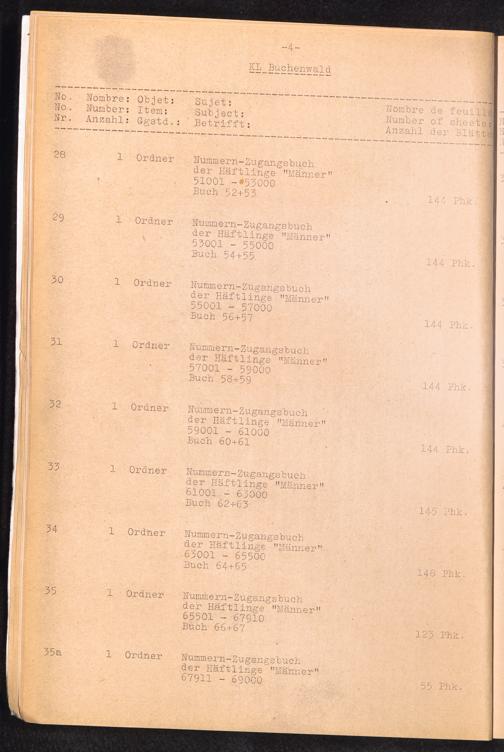 -4-
KL Buchenwald
No. Nombre: Objet: Sujet: Nombre de feuill
No. Number: Item: Subject: Number of sheets
Nr. Anzahl: Ggstd.: Betrifft: Anzahl der Blätt
28 1 Ordner Nummern-Zugangsbuch
der Häftlinge "Männer"
51001 - 53000
Buch 52+53
144 Phk.
29 1 Ordner Nummern-Zugangsbuch
der Häftlinge "Männer"
53001 - 55000
Buch 54+55
144 Phk.
30 1 Ordner Nummern-Zugangsbuch
der Häftlinge "Männer"
55001 - 57000
Buch 56+57
144 Phk.
31 1 Ordner Nummern-Zugangsbuch
der Häftlinge "Männer"
57001 - 59000
Buch 58+59
144 Phk.
32 1 Ordner Nummern-Zugangsbuch
der Häftlinge "Männer"
59001 - 61000
Buch 60+61
144 Phk.
33 1 Ordner Nummern-Zugangsbuch
der Häftlinge "Männer"
61001 - 63000
Buch 62+63
145 Phk.
34 1 Ordner Nummern-Zugangsbuch
der Häftlinge "Männer"
63001 - 65500
Buch 64+65
148 Phk.
35 1 Ordner Nummern-Zugangsbuch
der Häftlinge "Männer"
65501 - 67910
Buch 66+67
123 Phk.
35a 1 Ordner Nummern-Zugangsbuch
der Häftlinge "Männer"
67911 - 69000
55 Phk.